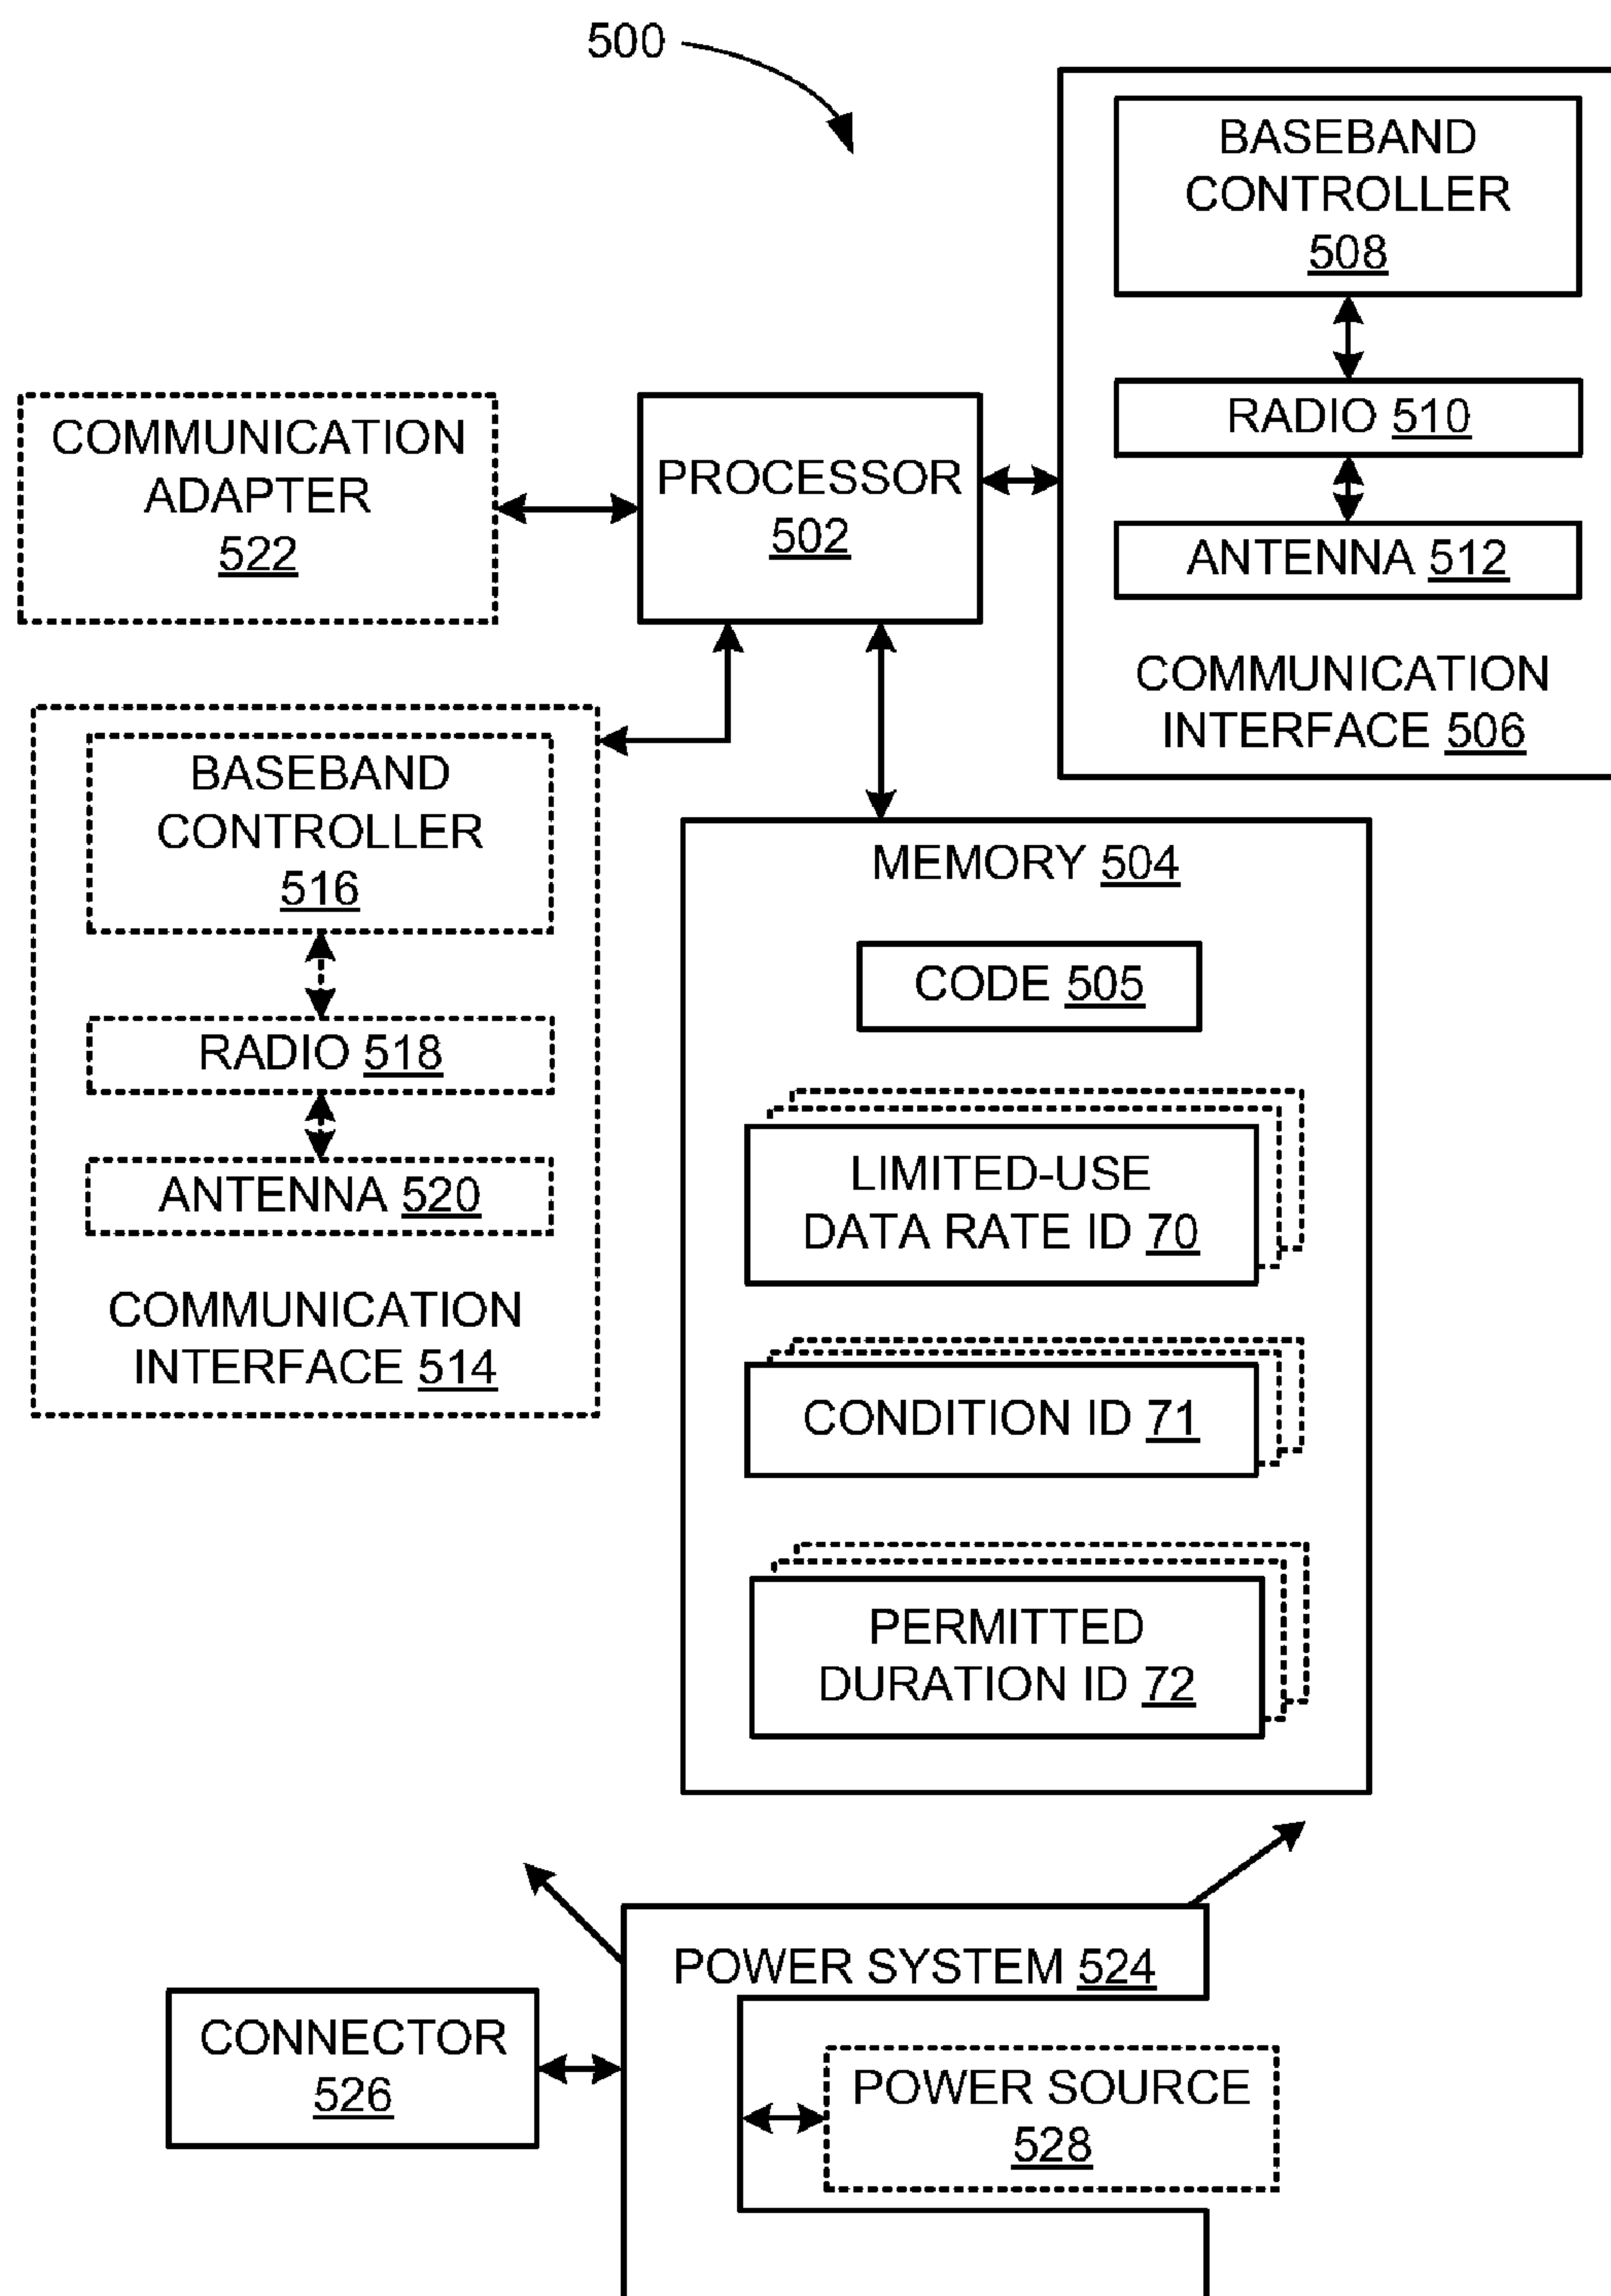 500
BASEBAND
CONTROLLER
508
RADIO 510
ANTENNA 512
COMMUNICATION
INTERFACE 506
COMMUNICATION
ADAPTER
522
PROCESSOR
502
BASEBAND
CONTROLLER
516
RADIO 518
ANTENNA 520
COMMUNICATION
INTERFACE 514
MEMORY 504
CODE 505
LIMITED-USE
DATA RATE ID 70
CONDITION ID 71
PERMITTED
DURATION ID 72
POWER SYSTEM 524
CONNECTOR
526
POWER SOURCE
528